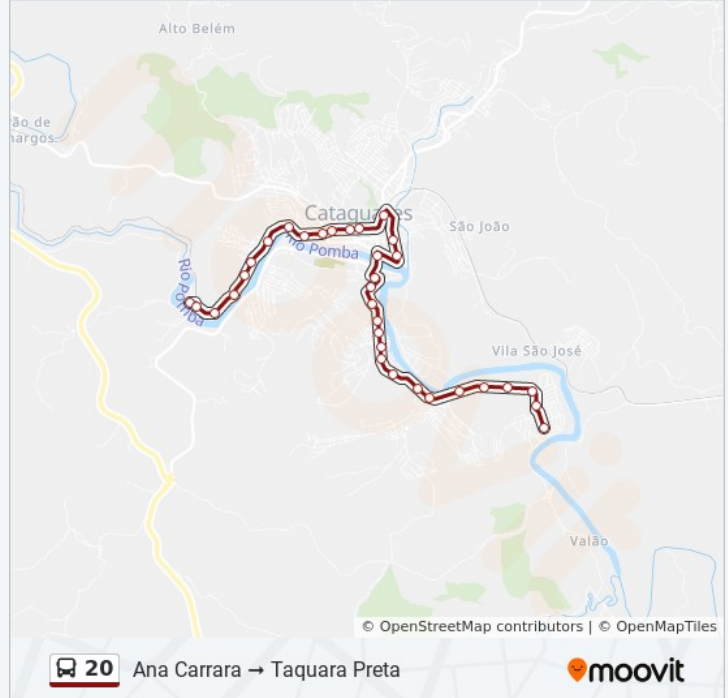 Alto Belém
ão de
nargos
Cataguases
São João
Rio Pomba
Rio Pomba
Vila São José
Valão
© OpenStreetMap contributors | © OpenMapTiles
20 Ana Carrara → Taquara Preta moovit